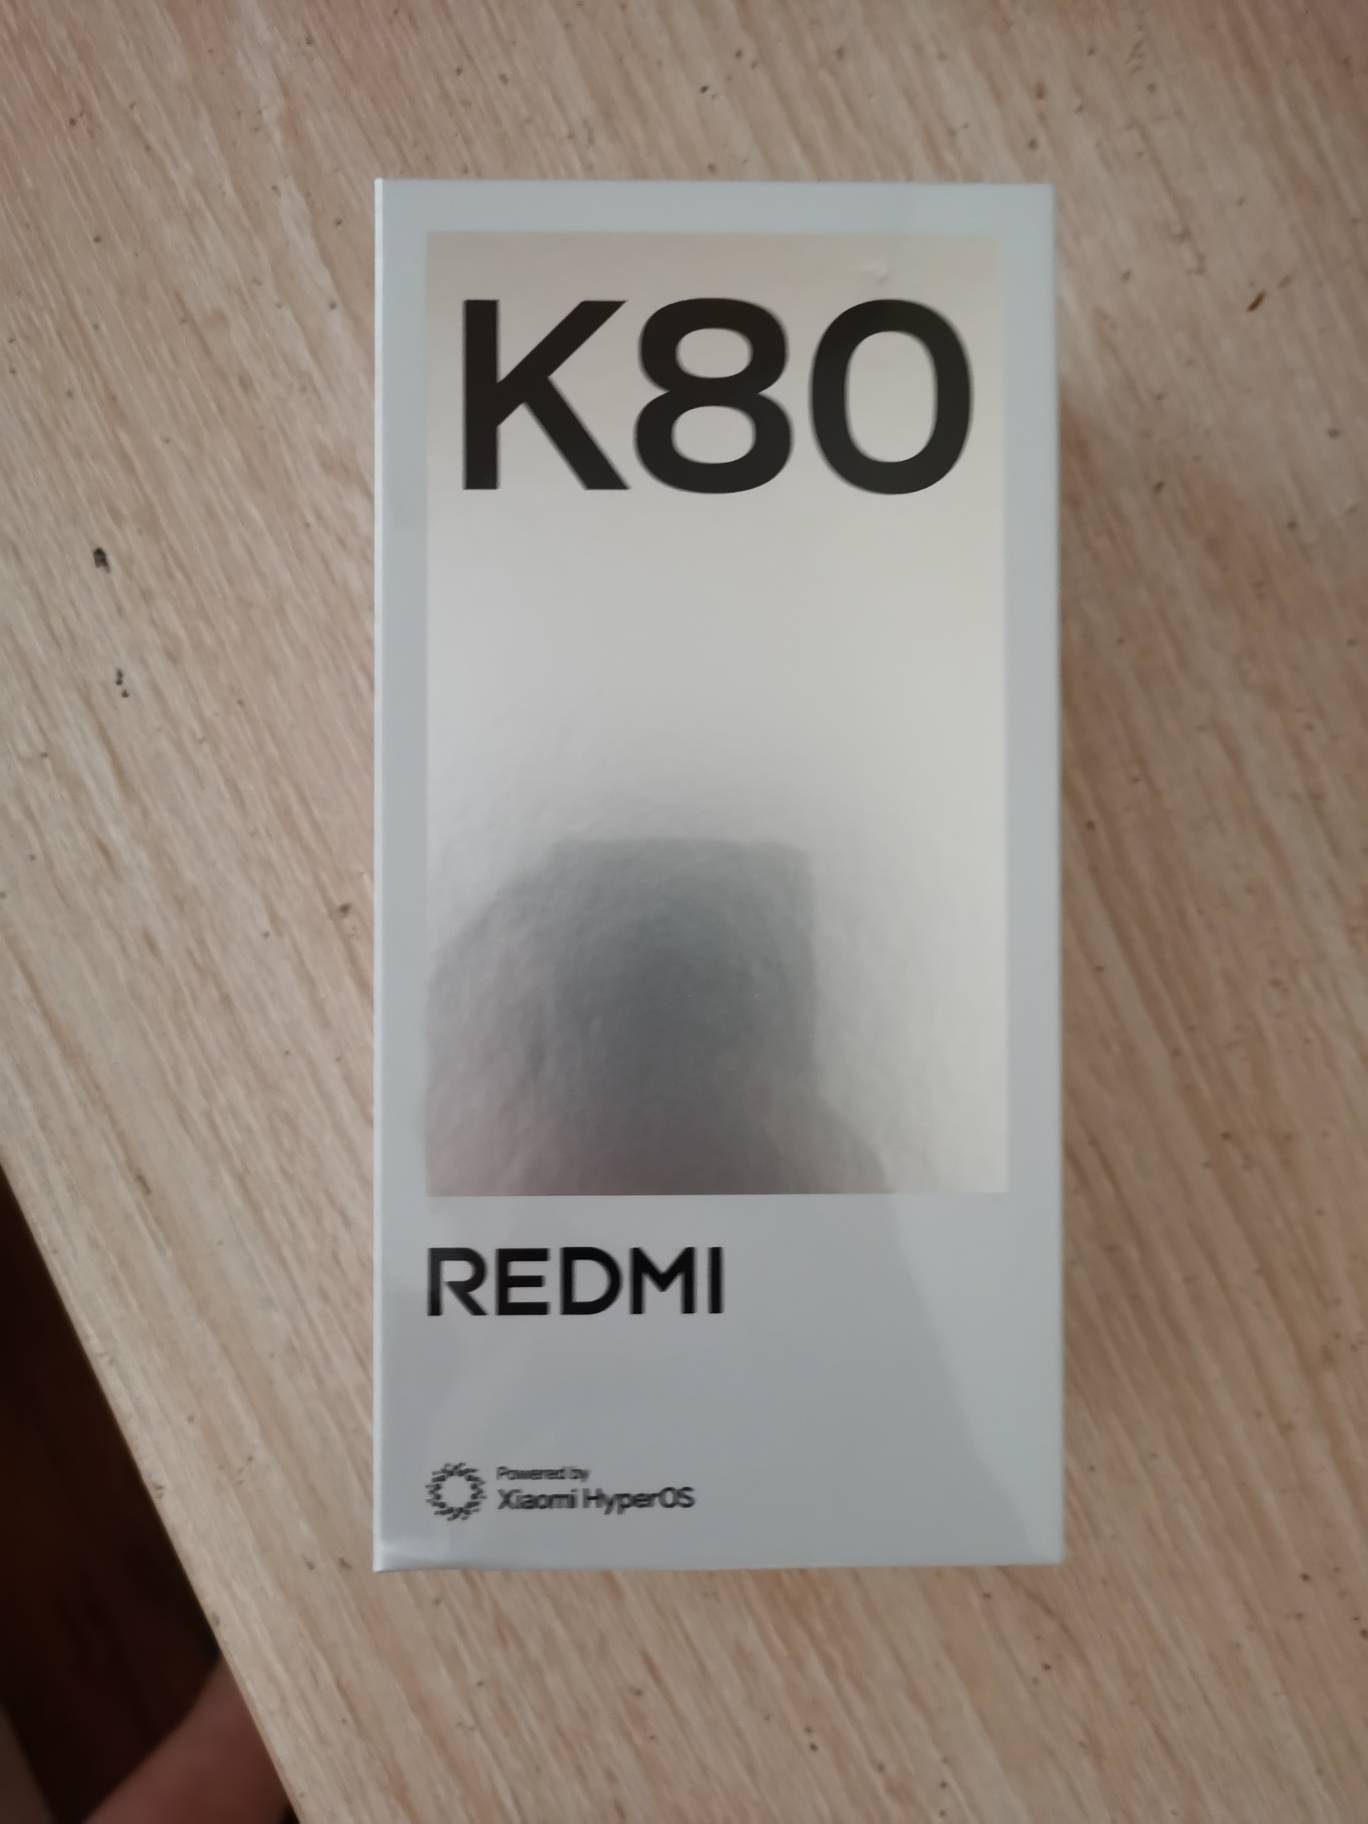 K80
REDMI
Powered by
Xiaomi HyperOS